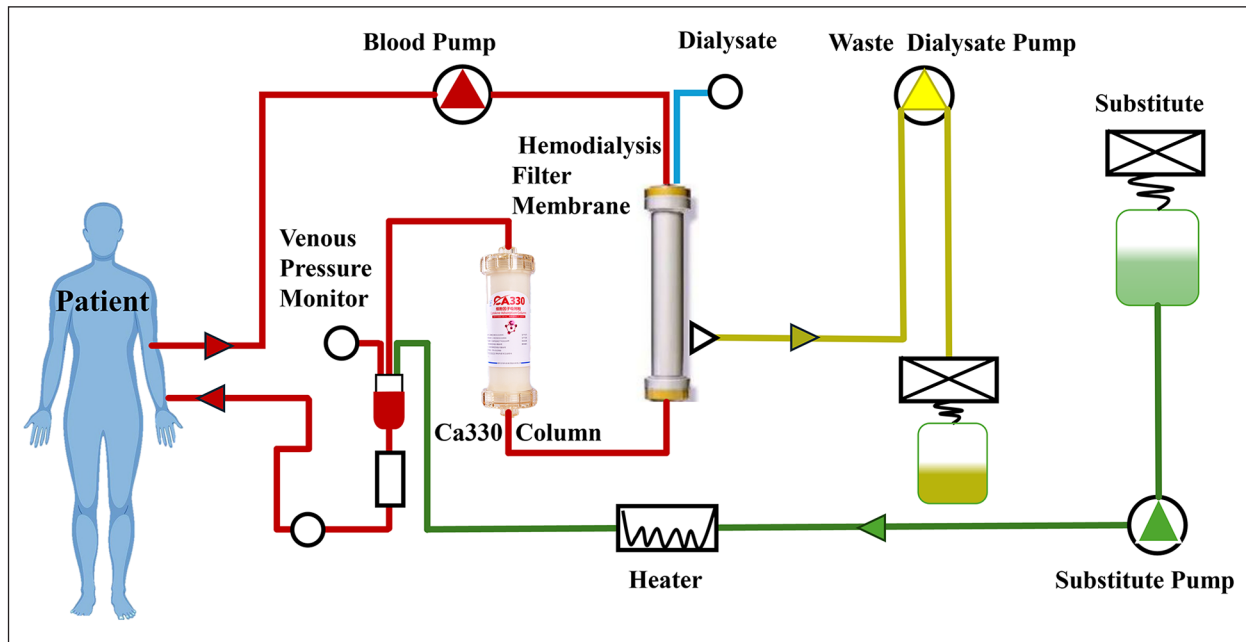 Blood Pump
Dialysate
Waste Dialysate Pump
Substitute
Hemodialysis
Filter
Membrane
Venous
Pressure
Monitor
Patient
CA330
Ca330 Column
Heater
Substitute Pump